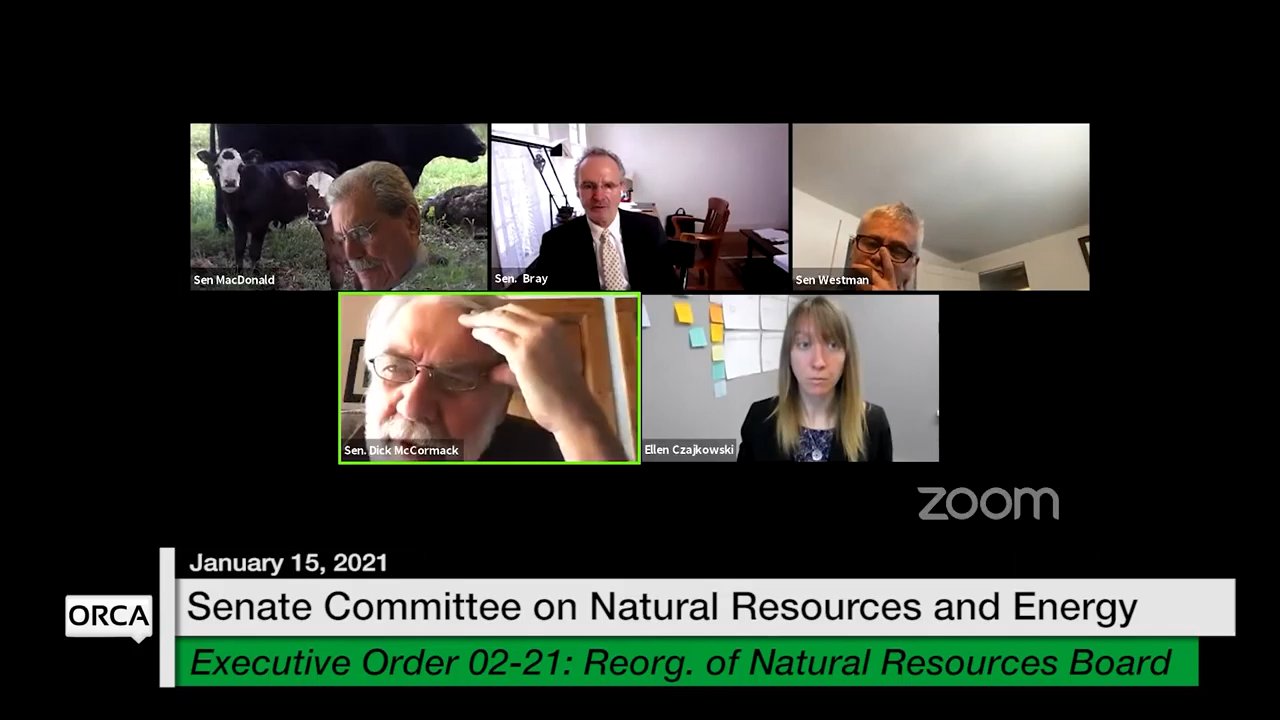 Sen MacDonald
Sen. Bray
Sen Westman
Sen. Dick McCormack
Ellen Czajkowski
zoom
January 15, 2021
ORCA
Senate Committee on Natural Resources and Energy
Executive Order 02-21: Reorg. of Natural Resources Board